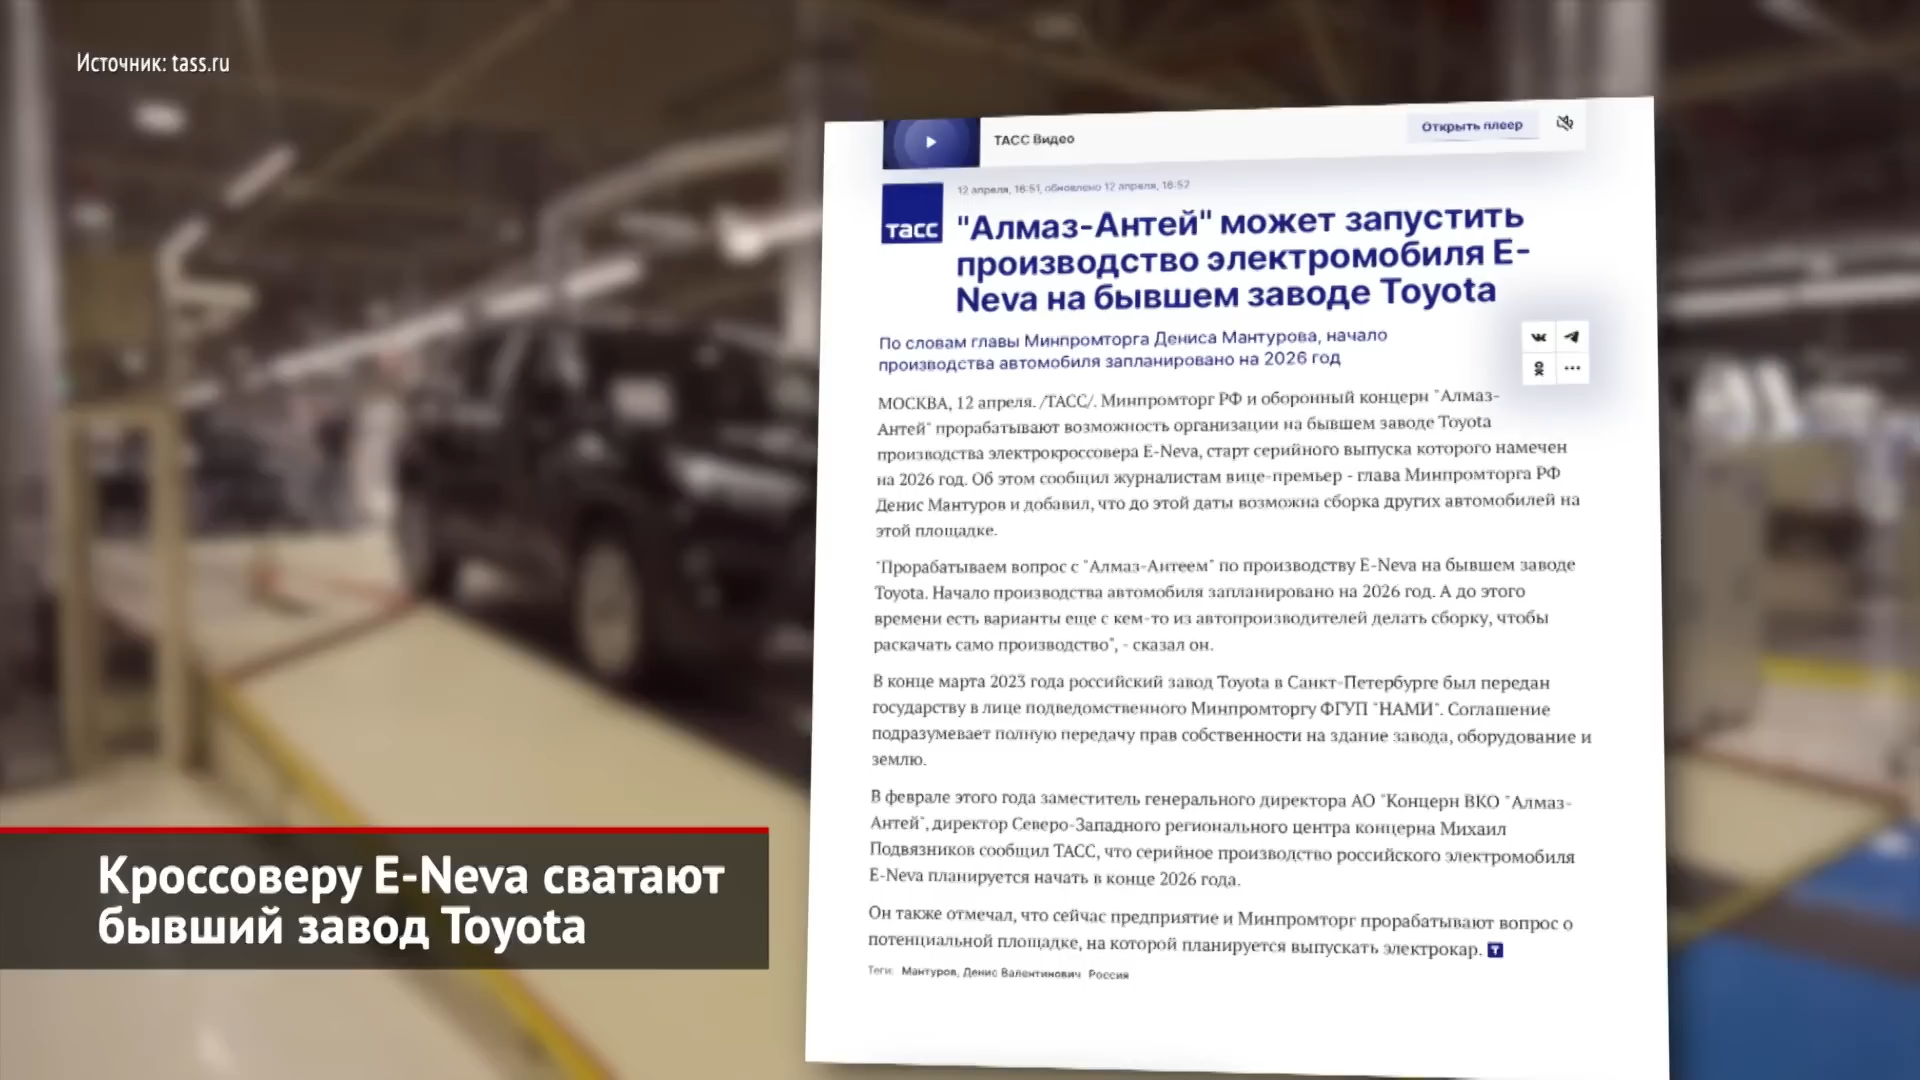 Источник: tass.ru
ТАСС Видео
Открыть плеер
12 апреля, 16:51, обновлено 12 апреля, 16:57
ТАСС
"Алмаз-Антей" может запустить
производство электромобиля E-
Neva на бывшем заводе Toyota
По словам главы Минпромторга Дениса Мантурова, начало
производства автомобиля запланировано на 2026 год
МОСКВА, 12 апреля. /ТАСС/. Минпромторг РФ и оборонный концерн "Алмаз-
Антей" прорабатывают возможность организации на бывшем заводе Toyota
производства электрокроссовера E-Neva, старт серийного выпуска которого намечен
на 2026 год. Об этом сообщил журналистам вице-премьер - глава Минпромторга РФ
Денис Мантуров и добавил, что до этой даты возможна сборка других автомобилей на
этой площадке.
"Прорабатываем вопрос с "Алмаз-Антеем" по производству E-Neva на бывшем заводе
Toyota. Начало производства автомобиля запланировано на 2026 год. А до этого
времени есть варианты еще с кем-то из автопроизводителей делать сборку, чтобы
раскачать само производство", - сказал он.
В конце марта 2023 года российский завод Toyota в Санкт-Петербурге был передан
государству в лице подведомственного Минпромторгу ФГУП "НАМИ". Соглашение
подразумевает полную передачу прав собственности на здание завода, оборудование и
землю.
В феврале этого года заместитель генерального директора АО "Концерн ВКО "Алмаз-
Антей", директор Северо-Западного регионального центра концерна Михаил
Подвязников сообщил ТАСС, что серийное производство российского электромобиля
E-Neva планируется начать в конце 2026 года.
Он также отмечал, что сейчас предприятие и Минпромторг прорабатывают вопрос о
потенциальной площадке, на которой планируется выпускать электрокар.
Теги: Мантуров, Денис Валентинович Россия
Кроссоверу E-Neva сватают
бывший завод Toyota